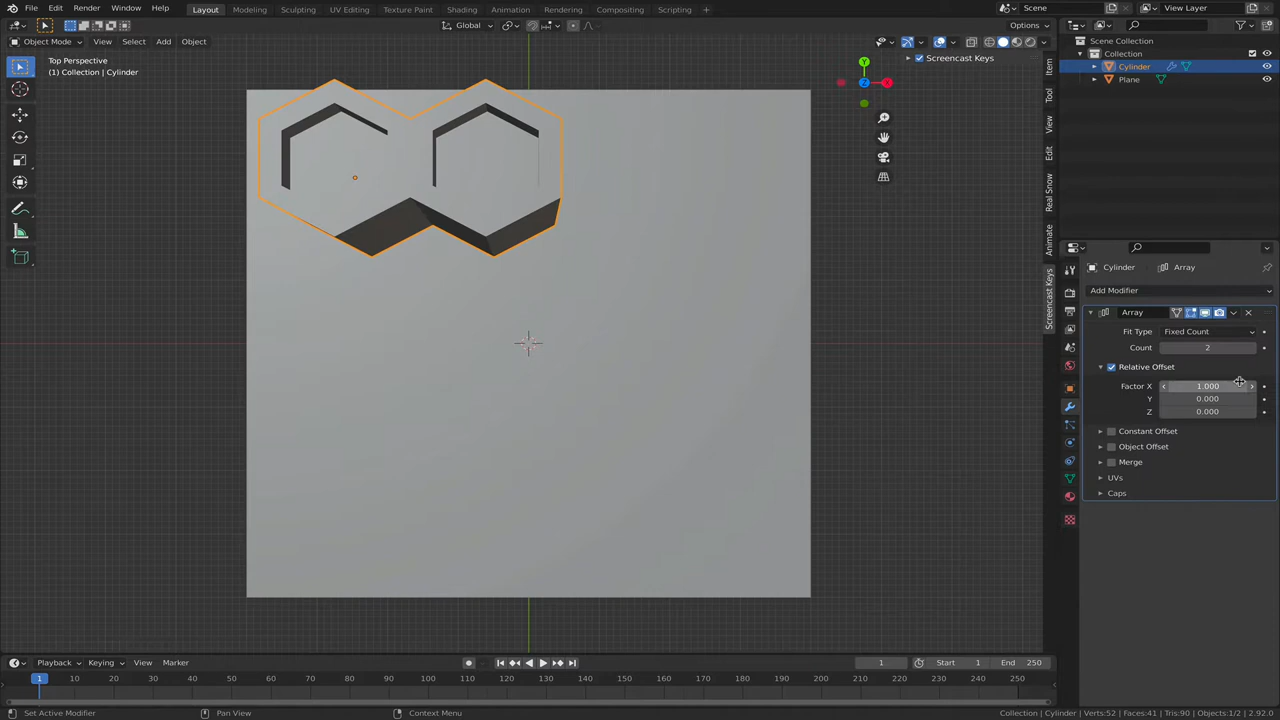 File Edit Render Window Help Layout Modeling Sculpting UV Editing Texture Paint Shading Animation Rendering Compositing Scripting + Scene View Layer
Global Options
Object Mode View Select Add Object
Top Perspective
(1) Collection | Cylinder
Screencast Keys
Y
X
Z
Item
Tool
View
Edit
Real Snow
Animate
Screencast Keys
Scene Collection
Collection
Cylinder
Plane
Cylinder Array
Add Modifier
Array
Fit Type Fixed Count
Count 2
Relative Offset
Factor X 1.000
Y 0.000
Z 0.000
Constant Offset
Object Offset
Merge
UVs
Caps
Playback Keying View Marker 1 Start 1 End 250
1 10 20 30 40 50 60 70 80 90 100 110 120 130 140 150 160 170 180 190 200 210 220 230 240 250
Set Active Modifier Pan View Context Menu Collection | Cylinder | Verts:52 | Faces:41 | Tris:90 | Objects:1/2 | 2.92.0